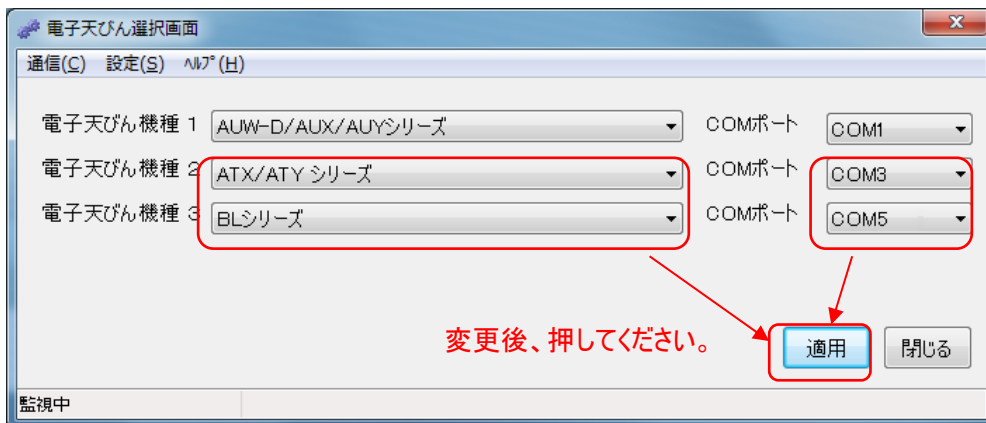 電子天びん選択画面
通信(C) 設定(S) ﾍﾙﾌﾟ(H)
電子天びん機種 1 AUW-D/AUX/AUYシリーズ COMポート COM1
電子天びん機種 2 ATX/ATY シリーズ COMポート COM3
電子天びん機種 3 BLシリーズ COMポート COM5
変更後、押してください。 適用 閉じる
監視中